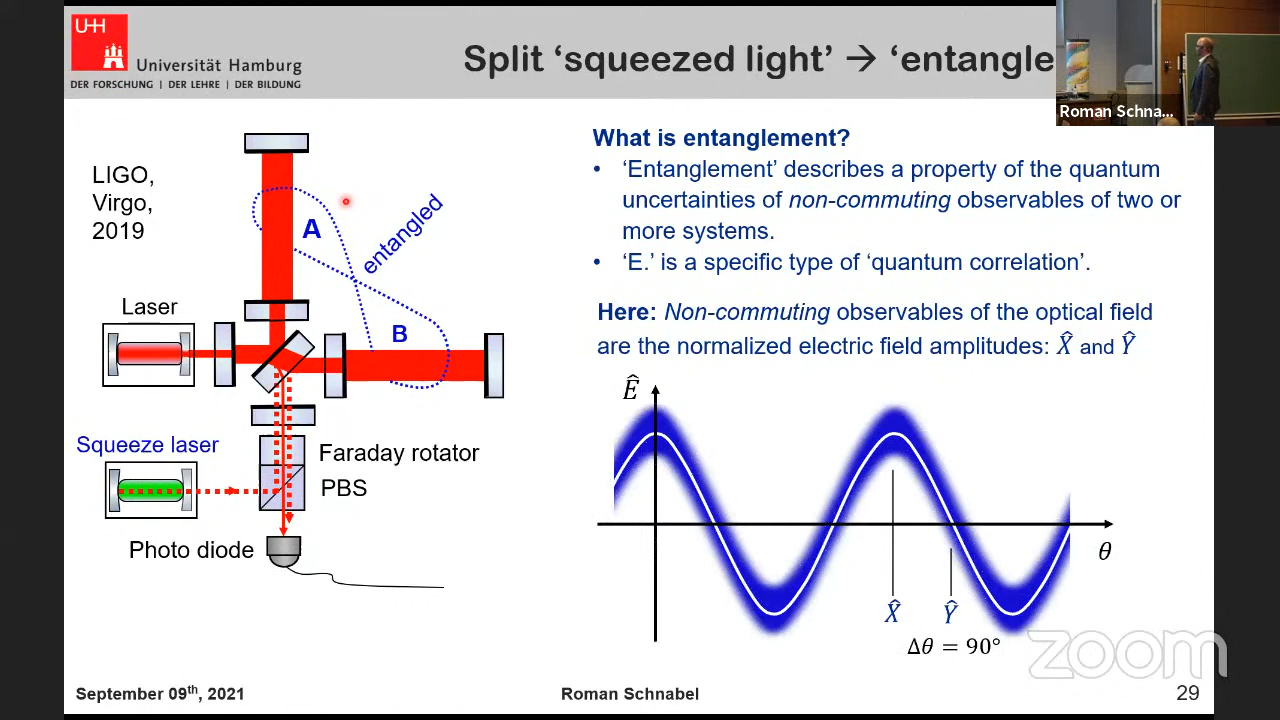 UHH
Universität Hamburg
DER FORSCHUNG | DER LEHRE | DER BILDUNG
Split ‘squeezed light’ → ‘entangle
Roman Schna...
LIGO,
Virgo,
2019
A
entangled
B
Laser
Squeeze laser
Faraday rotator
PBS
Photo diode
What is entanglement?
• ‘Entanglement’ describes a property of the quantum
uncertainties of non-commuting observables of two or
more systems.
• ‘E.’ is a specific type of ‘quantum correlation’.
Here: Non-commuting observables of the optical field
are the normalized electric field amplitudes: X̂ and Ŷ
Ê
θ
X̂ Ŷ
Δθ = 90°
zoom
September 09th, 2021
Roman Schnabel
29